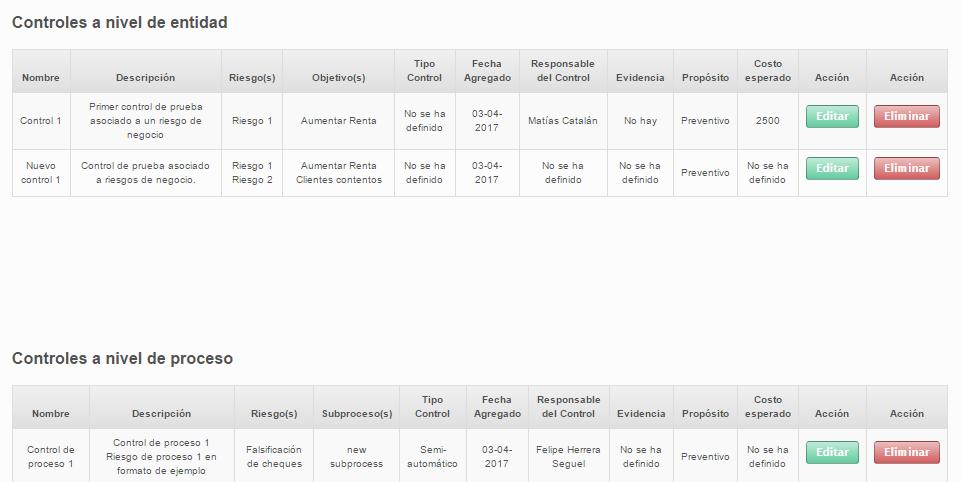 Controles a nivel de entidad
Nombre Descripción Riesgo(s) Objetivo(s) Tipo Control Fecha Agregado Responsable del Control Evidencia Propósito Costo esperado Acción Acción
Control 1 Primer control de prueba asociado a un riesgo de negocio Riesgo 1 Aumentar Renta No se ha definido 03-04-2017 Matías Catalán No hay Preventivo 2500 Editar Eliminar
Nuevo control 1 Control de prueba asociado a riesgos de negocio. Riesgo 1 Riesgo 2 Aumentar Renta Clientes contentos No se ha definido 03-04-2017 No se ha definido No se ha definido Preventivo No se ha definido Editar Eliminar
Controles a nivel de proceso
Nombre Descripción Riesgo(s) Subproceso(s) Tipo Control Fecha Agregado Responsable del Control Evidencia Propósito Costo esperado Acción Acción
Control de proceso 1 Control de proceso 1 Riesgo de proceso 1 en formato de ejemplo Falsificación de cheques new subprocess Semi-automático 03-04-2017 Felipe Herrera Seguel No se ha definido Preventivo No se ha definido Editar Eliminar